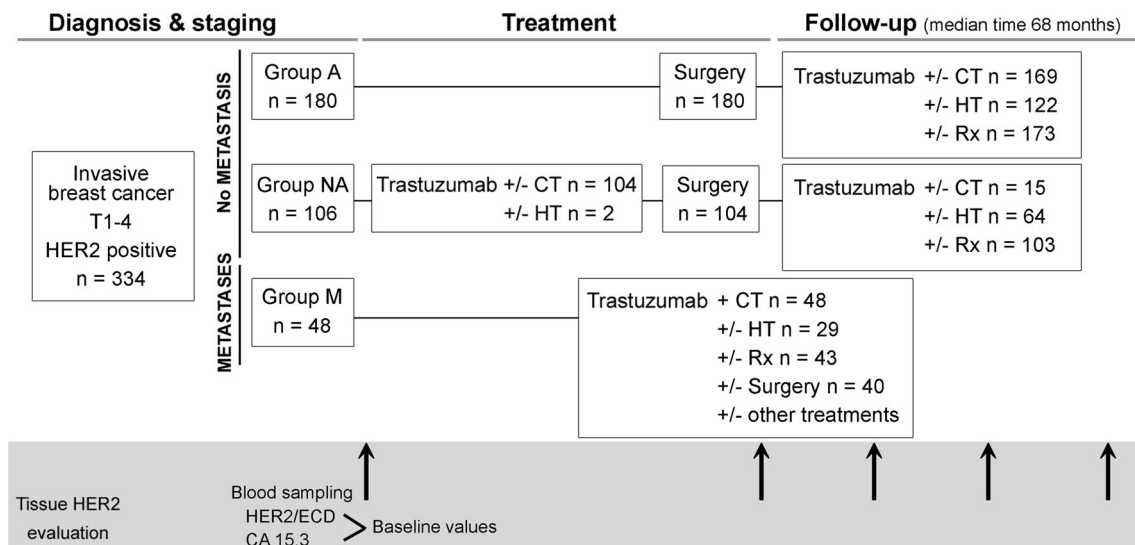 Diagnosis & staging
Treatment
Follow-up (median time 68 months)
No METASTASIS
METASTASES
Invasive
breast cancer
T1-4
HER2 positive
n = 334
Group A
n = 180
Surgery
n = 180
Trastuzumab +/- CT n = 169
+/- HT n = 122
+/- Rx n = 173
Group NA
n = 106
Trastuzumab +/- CT n = 104
+/- HT n = 2
Surgery
n = 104
Trastuzumab +/- CT n = 15
+/- HT n = 64
+/- Rx n = 103
Group M
n = 48
Trastuzumab + CT n = 48
+/- HT n = 29
+/- Rx n = 43
+/- Surgery n = 40
+/- other treatments
Tissue HER2
evaluation
Blood sampling
HER2/ECD
CA 15.3
Baseline values